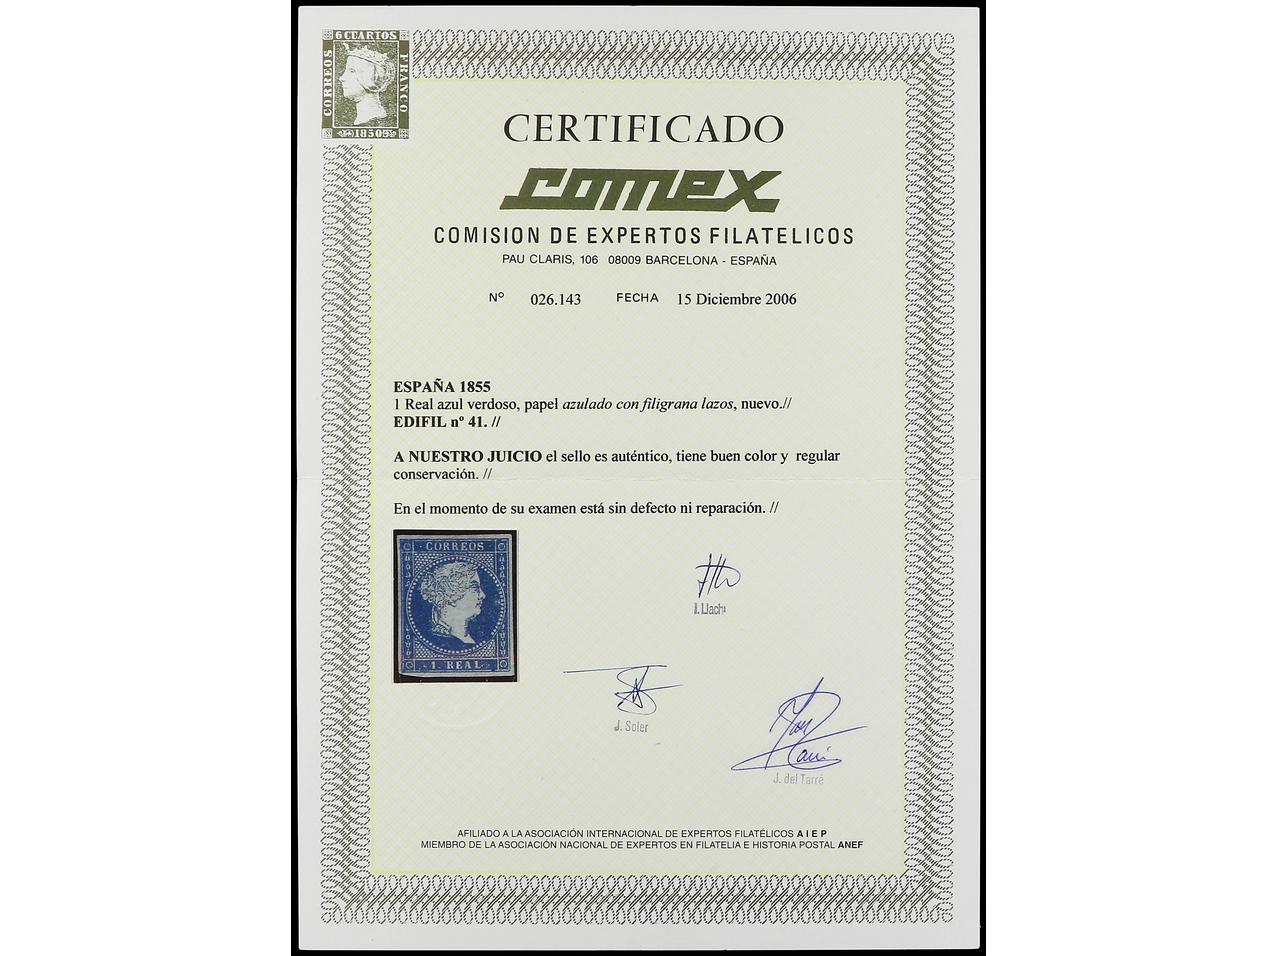 6 CUARTOS
CORREOS
FRANCO
1850
CERTIFICADO
comex
COMISION DE EXPERTOS FILATELICOS
PAU CLARIS, 106 08009 BARCELONA - ESPAÑA
Nº 026.143 FECHA 15 Diciembre 2006
ESPAÑA 1855
1 Real azul verdoso, papel azulado con filigrana lazos, nuevo.//
EDIFIL nº 41. //
A NUESTRO JUICIO el sello es auténtico, tiene buen color y regular
conservación. //
En el momento de su examen está sin defecto ni reparación. //
CORREOS
1. REAL
J. Soler
J. del Tarré
AFILIADO A LA ASOCIACIÓN INTERNACIONAL DE EXPERTOS FILATÉLICOS A I E P
MIEMBRO DE LA ASOCIACIÓN NACIONAL DE EXPERTOS EN FILATELIA E HISTORIA POSTAL ANEF